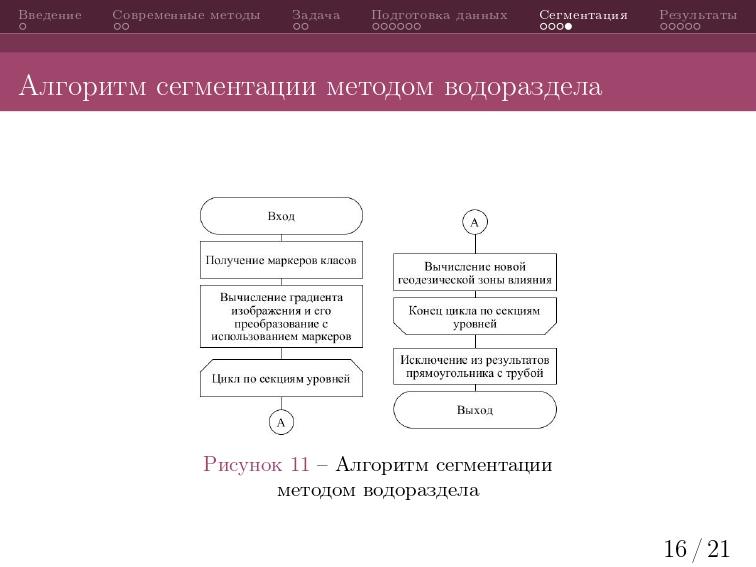 Введение Современные методы Задача Подготовка данных Сегментация Результаты
Алгоритм сегментации методом водораздела
Вход
Получение маркеров класов
Вычисление градиента
изображения и его
преобразование с
использованием маркеров
Цикл по секциям уровней
А
А
Вычисление новой
геодезической зоны влияния
Конец цикла по секциям
уровней
Исключение из результатов
прямоугольника с трубой
Выход
Рисунок 11 – Алгоритм сегментации
методом водораздела
16 / 21